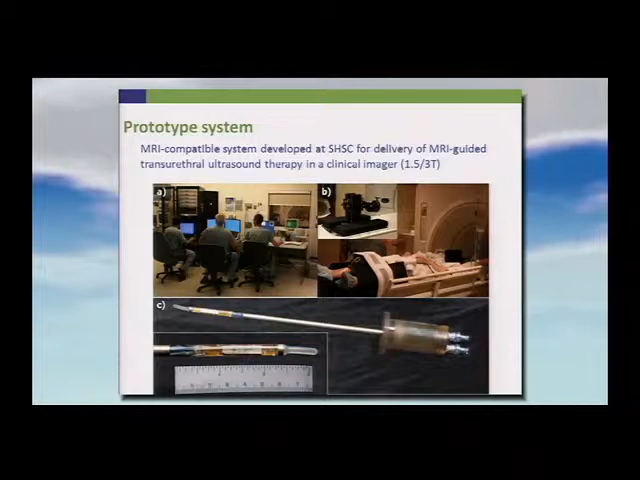 Prototype system
MRI-compatible system developed at SHSC for delivery of MRI-guided
transurethral ultrasound therapy in a clinical imager (1.5/3T)
a)
b)
c)